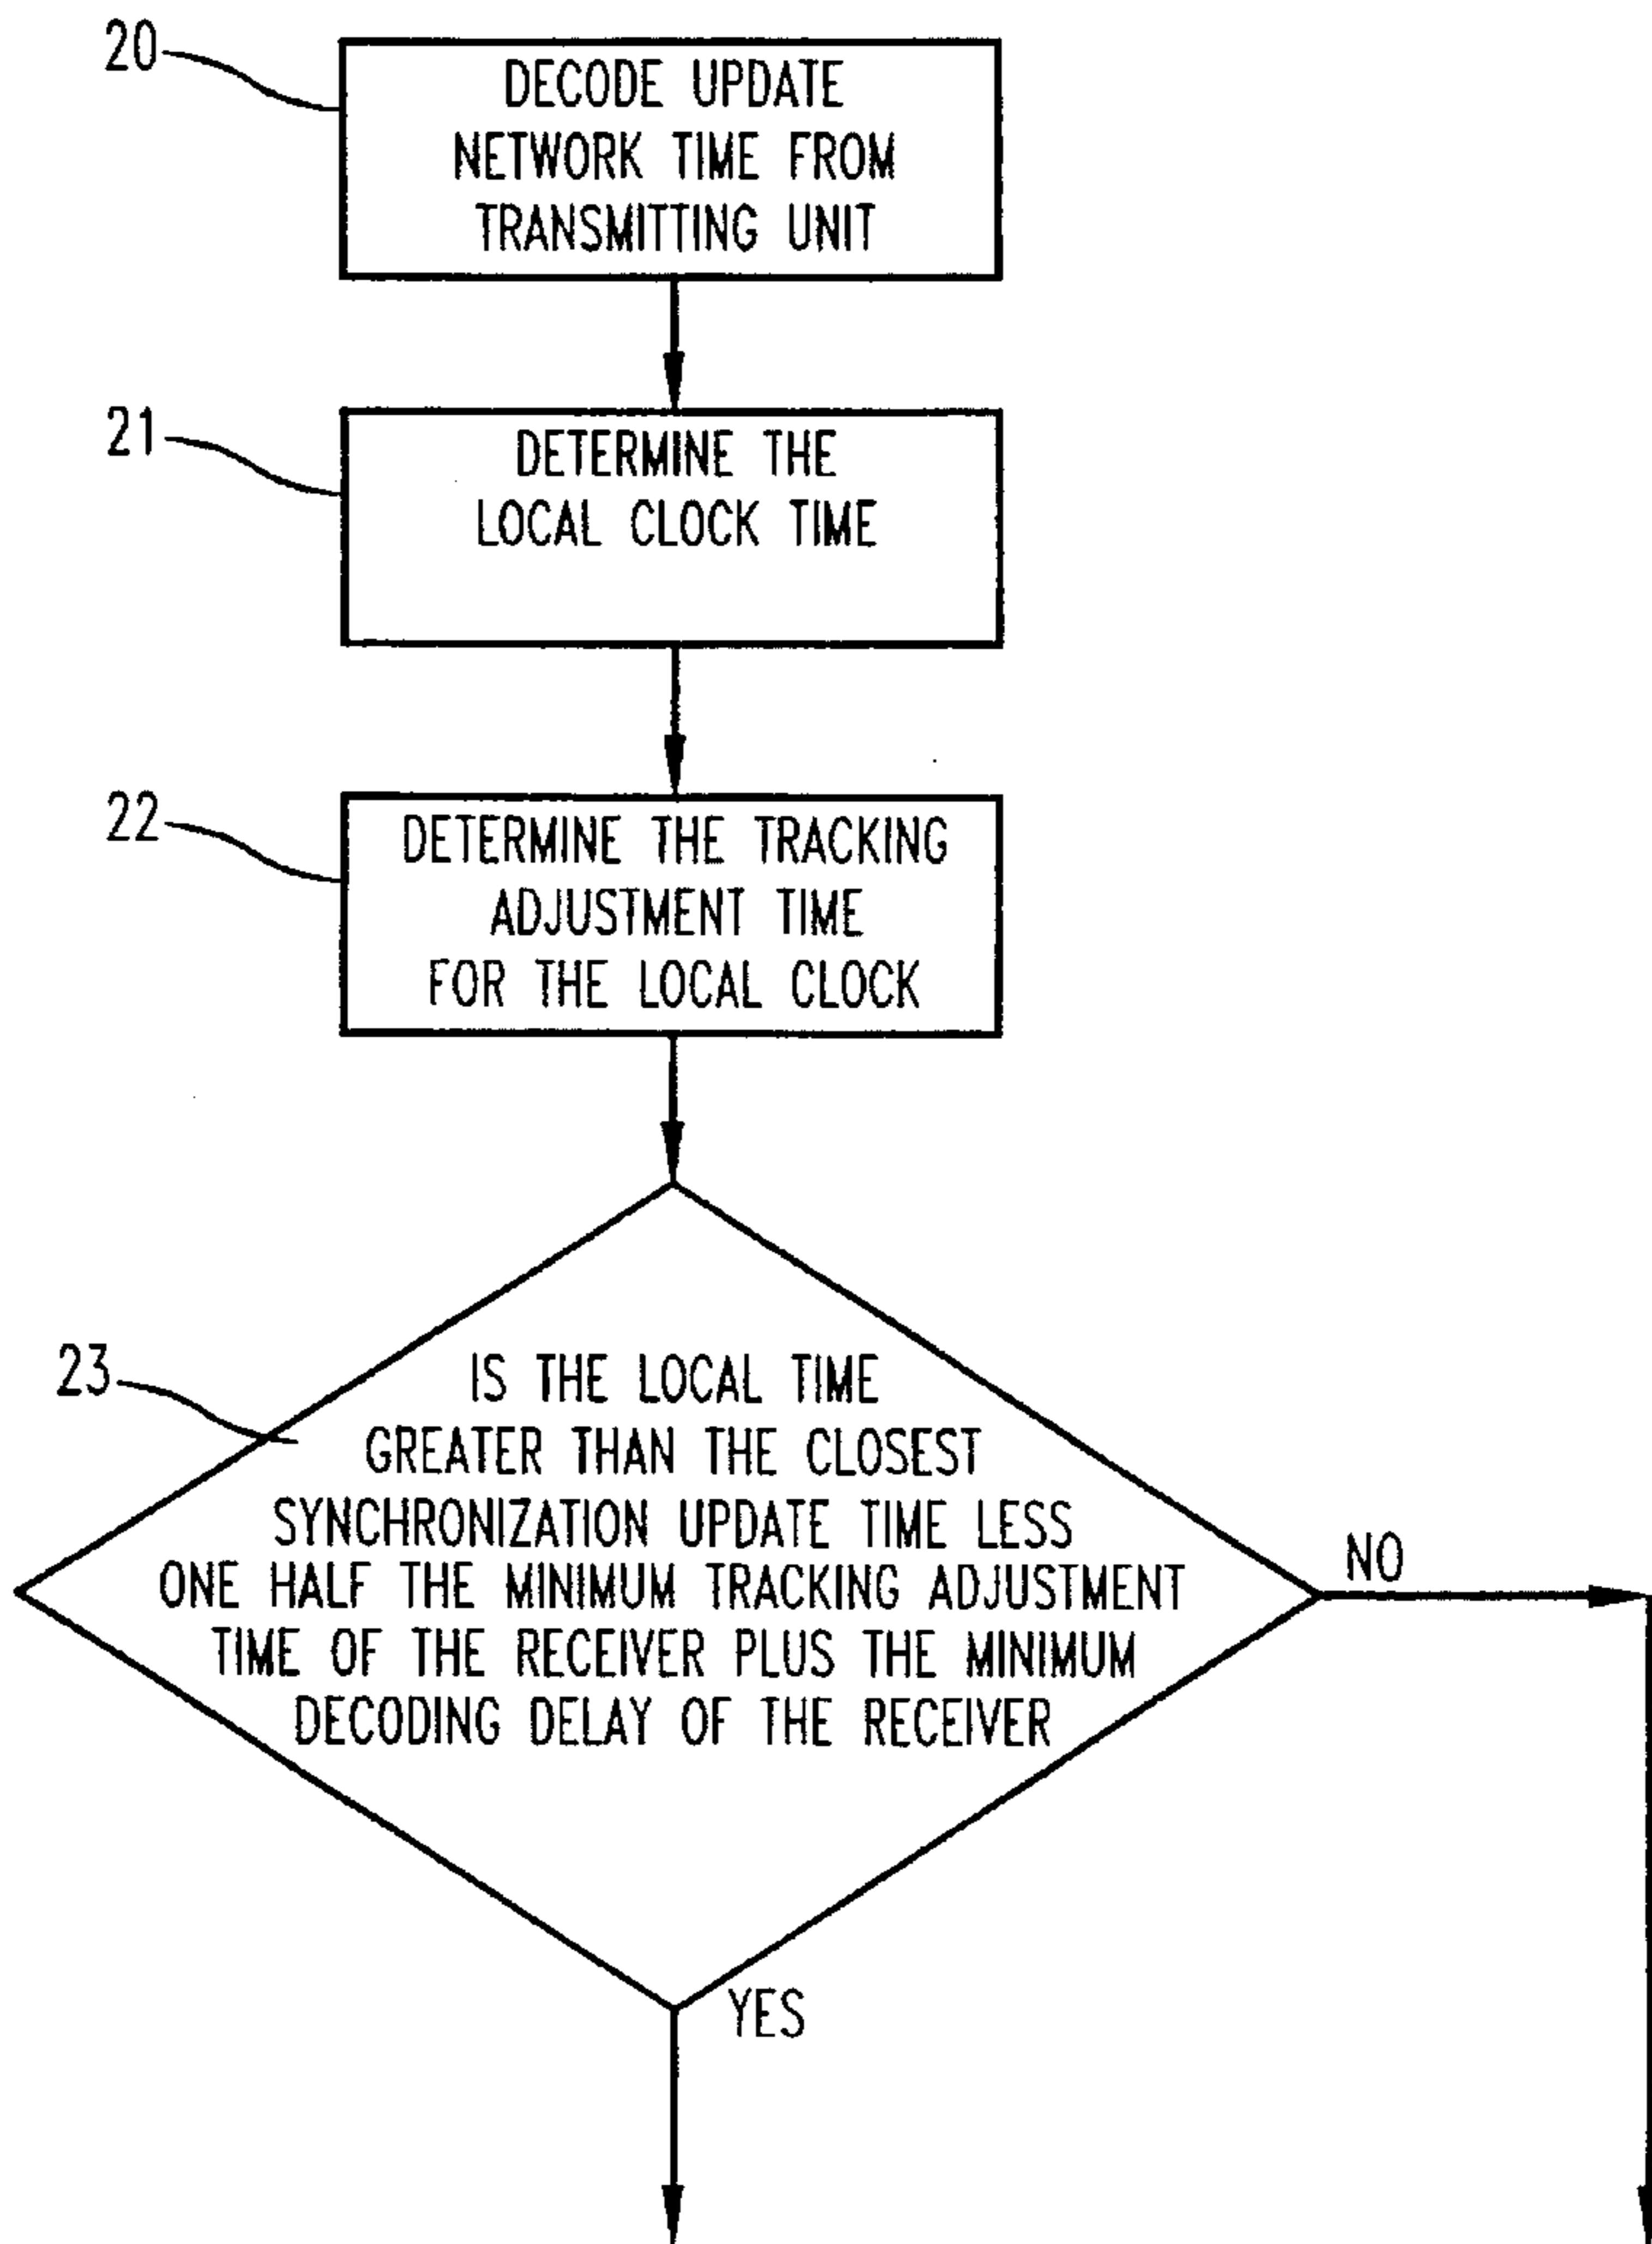 20
DECODE UPDATE
NETWORK TIME FROM
TRANSMITTING UNIT
21
DETERMINE THE
LOCAL CLOCK TIME
22
DETERMINE THE TRACKING
ADJUSTMENT TIME
FOR THE LOCAL CLOCK
23
IS THE LOCAL TIME
GREATER THAN THE CLOSEST
SYNCHRONIZATION UPDATE TIME LESS
ONE HALF THE MINIMUM TRACKING ADJUSTMENT
TIME OF THE RECEIVER PLUS THE MINIMUM
DECODING DELAY OF THE RECEIVER
NO
YES